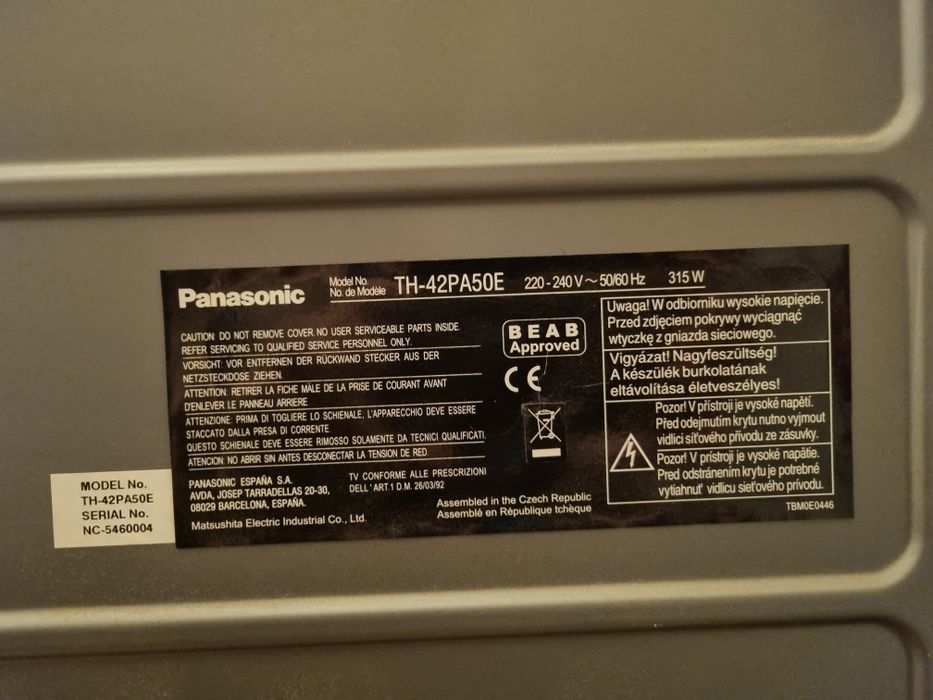 Panasonic
Model No.
No. de Modèle
TH-42PA50E
220 - 240 V ~ 50/60 Hz
315 W
CAUTION DO NOT REMOVE COVER. NO USER SERVICEABLE PARTS INSIDE.
REFER SERVICING TO QUALIFIED SERVICE PERSONNEL ONLY.
VORSICHT: VOR ENTFERNEN DER RÜCKWAND STECKER AUS DER
NETZSTECKDOSE ZIEHEN.
ATTENTION: RETIRER LA FICHE MÂLE DE LA PRISE DE COURANT AVANT
D'ENLEVER LE PANNEAU ARRIERE
ATTENZIONE: PRIMA DI TOGLIERE LO SCHIENALE, L'APPARECCHIO DEVE ESSERE
STACCATO DALLA PRESA DI CORRENTE.
QUESTO SCHIENALE DEVE ESSERE RIMOSSO SOLAMENTE DA TECNICI QUALIFICATI.
ATENCION: NO ABRIR SIN ANTES DESCONECTAR LA TENSION DE RED.
PANASONIC ESPAÑA S.A.
AVDA, JOSEP TARRADELLAS 20-30,
08029 BARCELONA, ESPAÑA.
TV CONFORME ALLE PRESCRIZIONI
DELL 'ART.1 D.M. 26/03/92
Matsushita Electric Industrial Co., Ltd.
BEAB
Approved
CE
Assembled in the Czech Republic
Assemblé en République tchèque
Uwaga! W odbiorniku wysokie napięcie.
Przed zdjęciem pokrywy wyciągnąć
wtyczkę z gniazda sieciowego.
Vigyázat! Nagyfeszültség!
A készülék burkolatának
eltávolítása életveszélyes!
Pozor! V přístroji je vysoké napětí.
Před odejmutím krytu nutno vyjmout
vidlici síťového přívodu ze zásuvky.
Pozor! V prístroji je vysoké napätie.
Pred odstránením krytu je potrebné
vytiahnuť vidlicu sieťového prívodu.
TBM0E0446
MODEL No.
TH-42PA50E
SERIAL No.
NC-5460004